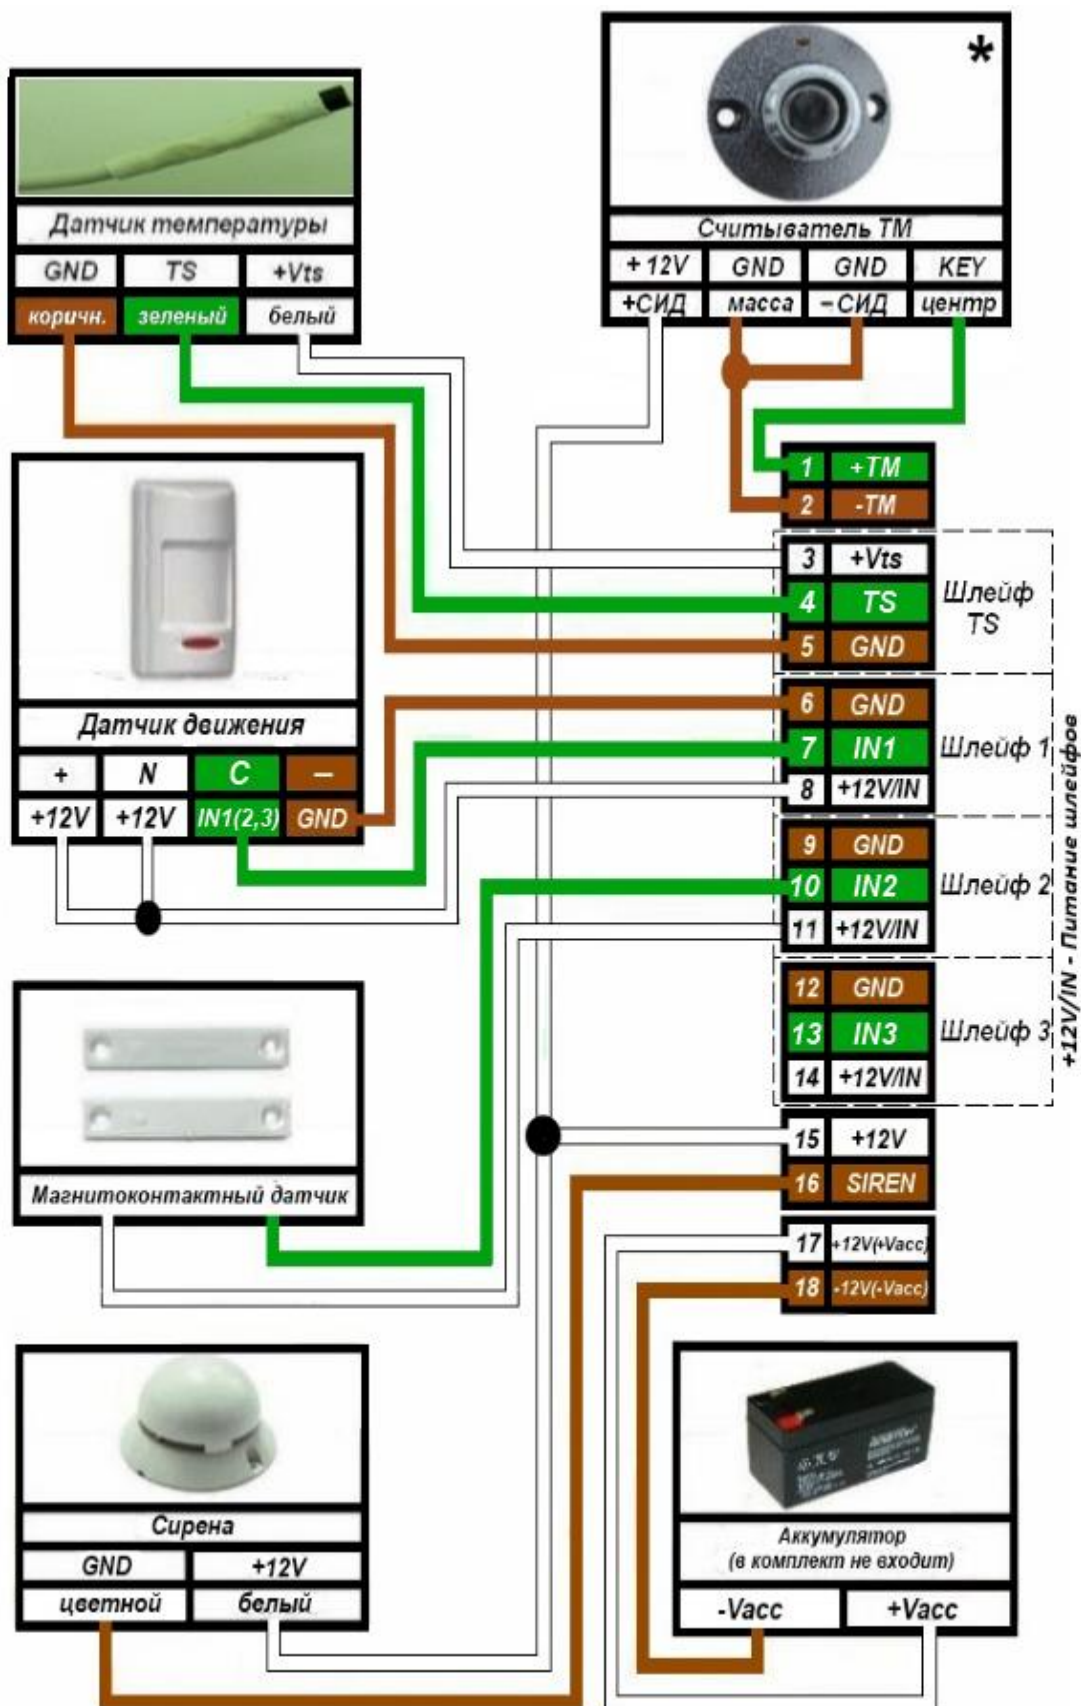 *
Датчик температуры
GND TS +Vts
коричн. зеленый белый
Считыватель ТМ
+12V GND GND KEY
+СИД масса –СИД центр
1 +TM
2 -TM
3 +Vts
4 TS
5 GND
Шлейф
TS
Датчик движения
+ N C –
+12V +12V IN1(2,3) GND
6 GND
7 IN1
8 +12V/IN
Шлейф 1
9 GND
10 IN2
11 +12V/IN
Шлейф 2
12 GND
13 IN3
14 +12V/IN
Шлейф 3
+12V/IN - Питание шлейфов
15 +12V
16 SIREN
17 +12V(+Vacc)
18 -12V(-Vacc)
Магнитоконтактный датчик
Сирена
GND +12V
цветной белый
Аккумулятор
(в комплект не входит)
-Vacc +Vacc